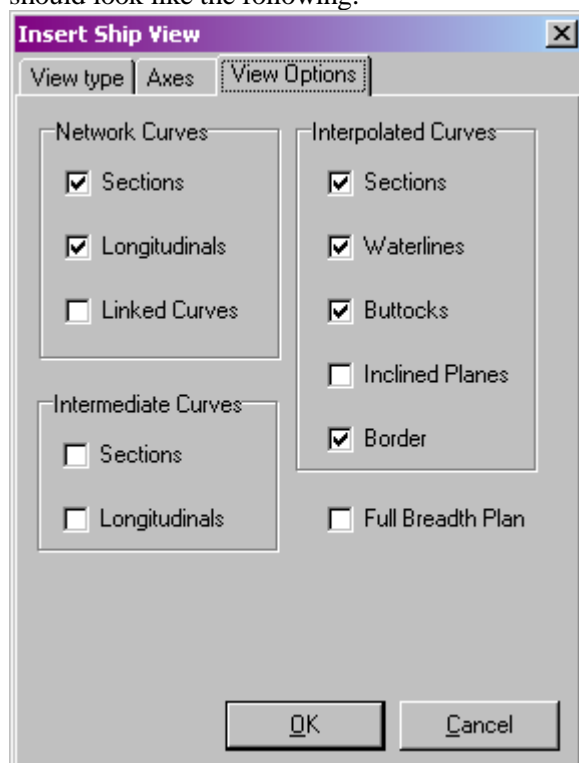 should look like the following:
Insert Ship View
View type Axes View Options
Network Curves
Sections
Longitudinals
Linked Curves
Intermediate Curves
Sections
Longitudinals
Interpolated Curves
Sections
Waterlines
Buttocks
Inclined Planes
Border
Full Breadth Plan
OK Cancel